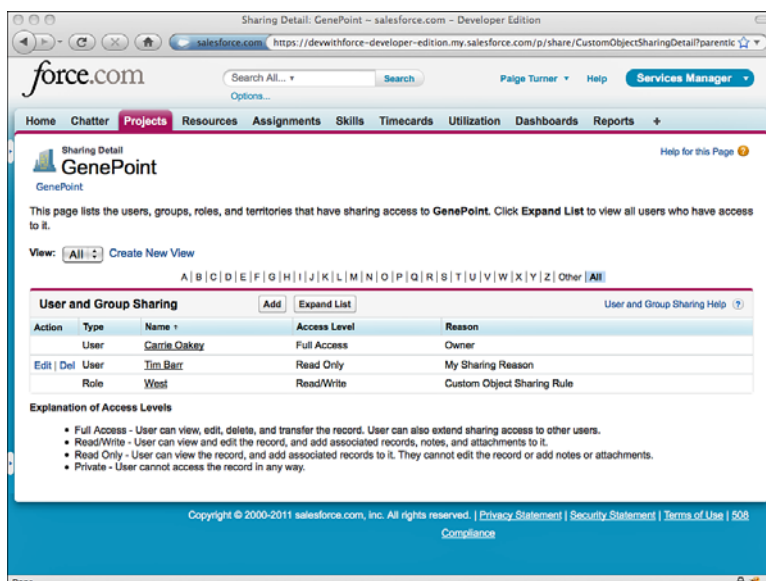 Sharing Detail: GenePoint ~ salesforce.com – Developer Edition
salesforce.com https://devwithforce-developer-edition.my.salesforce.com/p/share/CustomObjectSharingDetail?parentic
force.com Search All... Search Paige Turner Help Services Manager
Options...
Home Chatter Projects Resources Assignments Skills Timecards Utilization Dashboards Reports +
Sharing Detail
GenePoint
Help for this Page ?
GenePoint
This page lists the users, groups, roles, and territories that have sharing access to GenePoint. Click Expand List to view all users who have access
to it.
View: All Create New View
A | B | C | D | E | F | G | H | I | J | K | L | M | N | O | P | Q | R | S | T | U | V | W | X | Y | Z | Other | All
User and Group Sharing Add Expand List User and Group Sharing Help ?
Action Type Name ↑ Access Level Reason
User Carrie Oakey Full Access Owner
Edit | Del User Tim Barr Read Only My Sharing Reason
Role West Read/Write Custom Object Sharing Rule
Explanation of Access Levels
• Full Access - User can view, edit, delete, and transfer the record. User can also extend sharing access to other users.
• Read/Write - User can view and edit the record, and add associated records, notes, and attachments to it.
• Read Only - User can view the record, and add associated records to it. They cannot edit the record or add notes or attachments.
• Private - User cannot access the record in any way.
Copyright © 2000-2011 salesforce.com, inc. All rights reserved. | Privacy Statement | Security Statement | Terms of Use | 508
Compliance